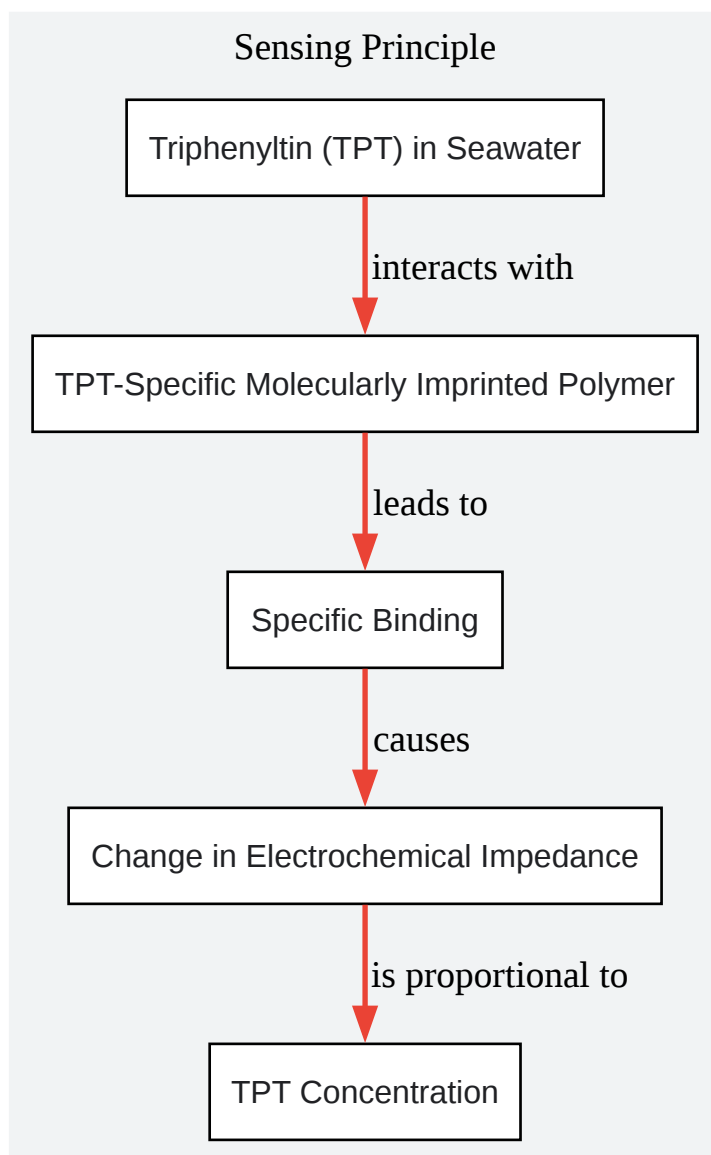 Sensing Principle
Triphenyltin (TPT) in Seawater
interacts with
TPT-Specific Molecularly Imprinted Polymer
leads to
Specific Binding
causes
Change in Electrochemical Impedance
is proportional to
TPT Concentration